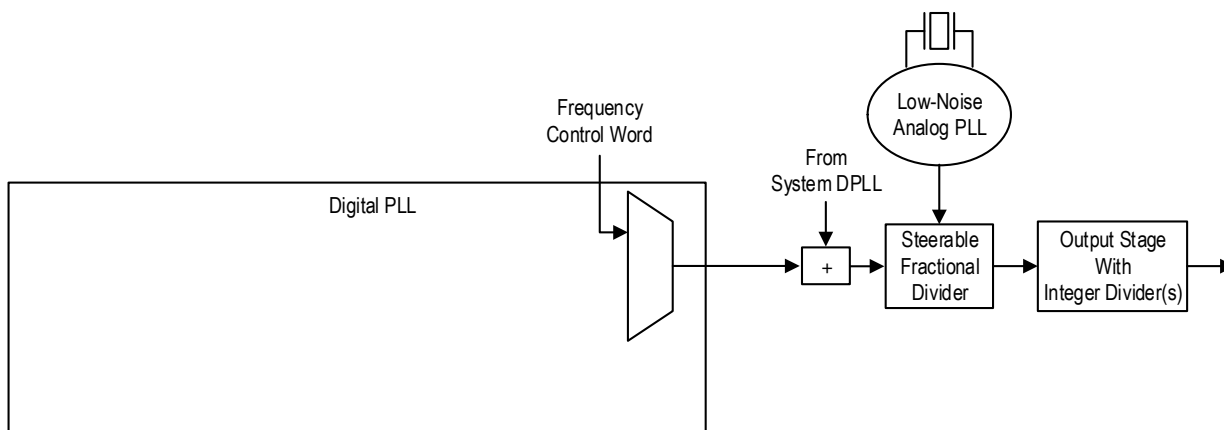 Low-Noise
Analog PLL
Frequency
Control Word
From
System DPLL
Digital PLL
+
Steerable
Fractional
Divider
Output Stage
With
Integer Divider(s)